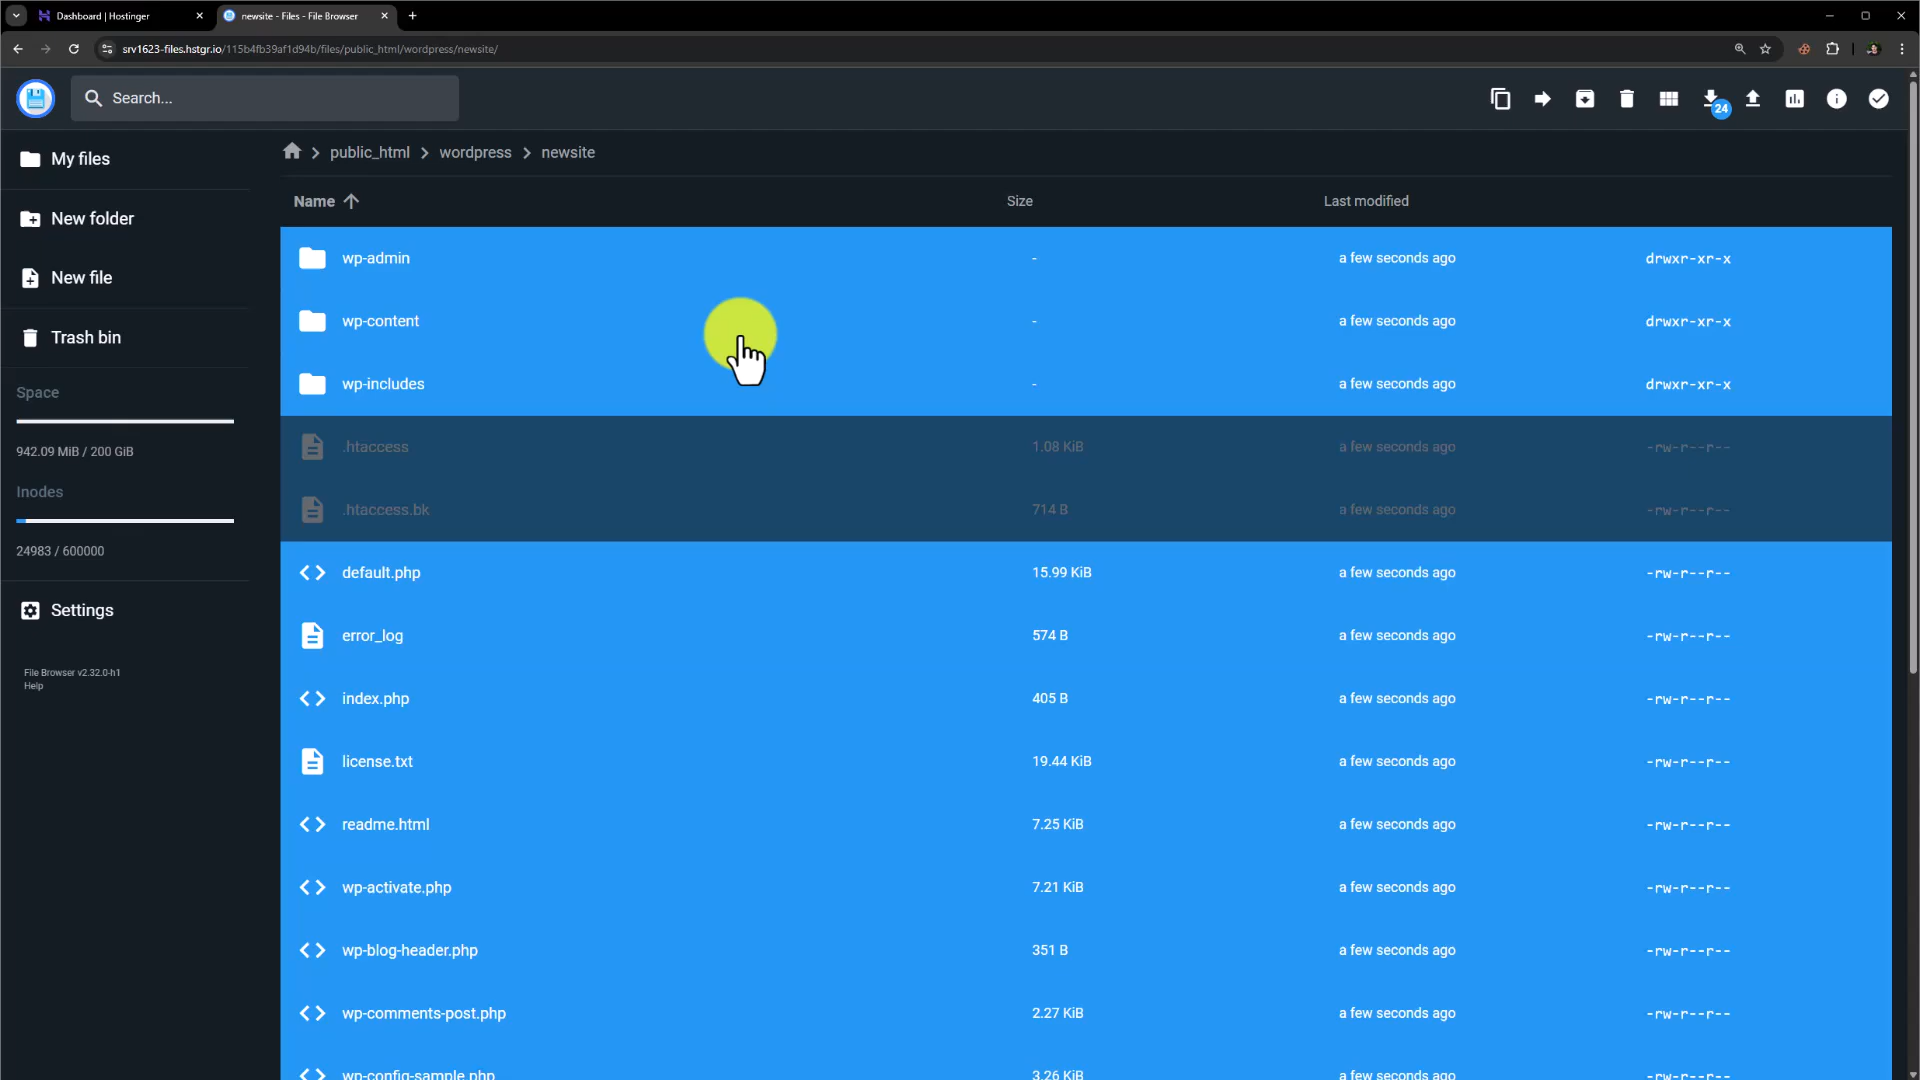 Dashboard | Hostinger
newsite - Files - File Browser
srv1623-files.hstgr.io/115b4fb39af1d94b/files/public_html/wordpress/newsite/
Search...
24
My files
New folder
New file
Trash bin
Space
942.09 MiB / 200 GiB
Inodes
24983 / 600000
Settings
File Browser v2.32.0-h1
Help
public_html > wordpress > newsite
Name Size Last modified
wp-admin - a few seconds ago drwxr-xr-x
wp-content - a few seconds ago drwxr-xr-x
wp-includes - a few seconds ago drwxr-xr-x
.htaccess 1.08 KiB a few seconds ago -rw-r--r--
.htaccess.bk 714 B a few seconds ago -rw-r--r--
default.php 15.99 KiB a few seconds ago -rw-r--r--
error_log 574 B a few seconds ago -rw-r--r--
index.php 405 B a few seconds ago -rw-r--r--
license.txt 19.44 KiB a few seconds ago -rw-r--r--
readme.html 7.25 KiB a few seconds ago -rw-r--r--
wp-activate.php 7.21 KiB a few seconds ago -rw-r--r--
wp-blog-header.php 351 B a few seconds ago -rw-r--r--
wp-comments-post.php 2.27 KiB a few seconds ago -rw-r--r--
wp-config-sample.php 3.26 KiB a few seconds ago -rw-r--r--